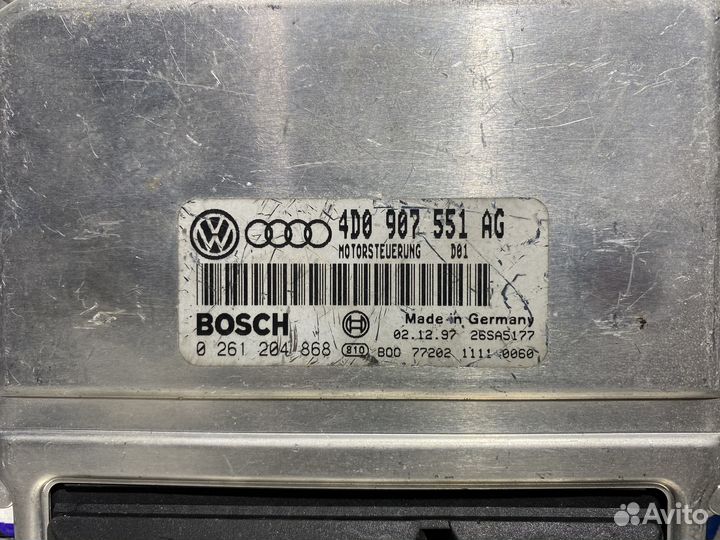 4D0 907 551 AG
MOTORSTEUERUNG D01
BOSCH
Made in Germany
02.12.97 26SA5177
0 261 204 868 810 BOO 77202 1111 0060
Avito